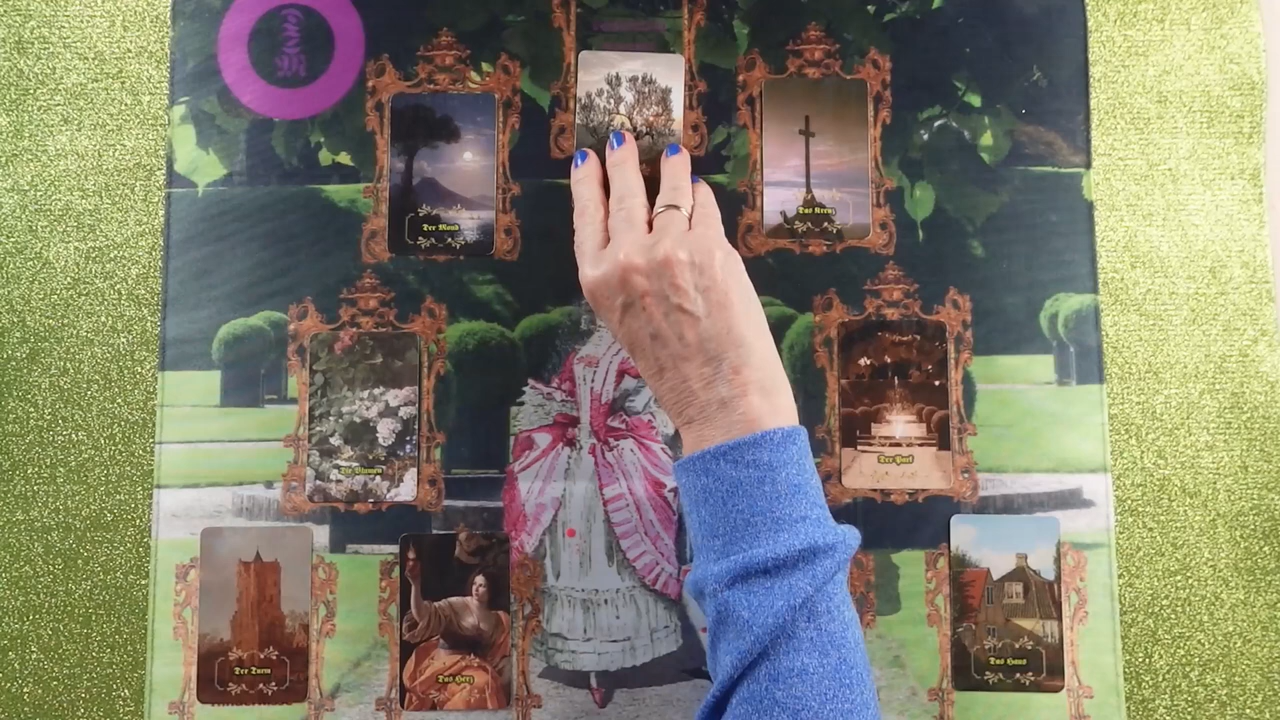 Der Mond
Das Kreuz
Die Blumen
Der Park
Der Turm
Das Herz
Das Haus